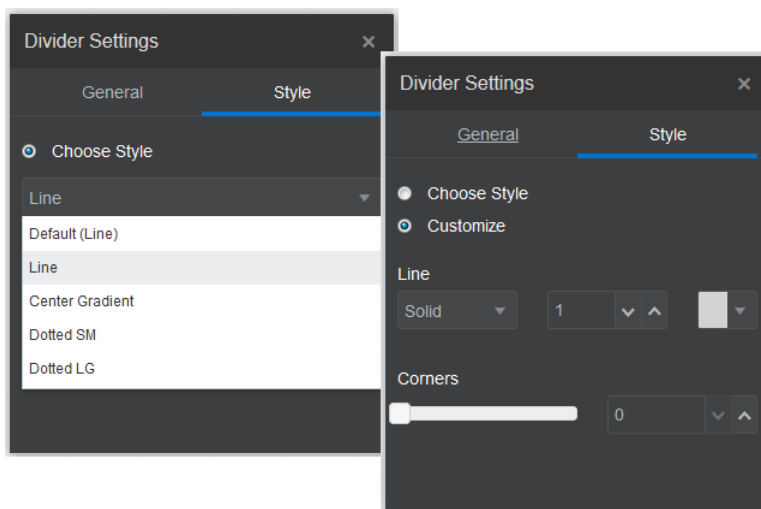 Divider Settings ×
General Style
Choose Style
Line
Default (Line)
Line
Center Gradient
Dotted SM
Dotted LG
Divider Settings ×
General Style
Choose Style
Customize
Line
Solid 1
Corners
0